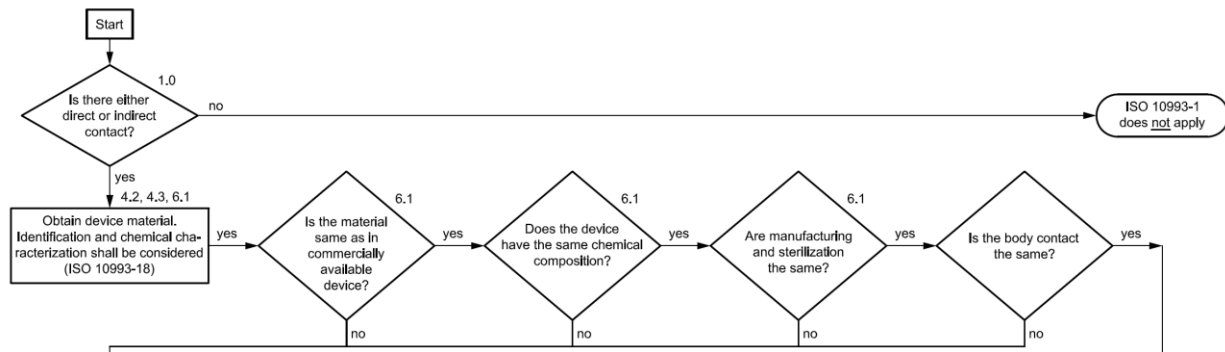 Start
1.0
Is there either
direct or indirect
contact?
no
ISO 10993-1
does not apply
yes
4.2, 4.3, 6.1
Obtain device material.
Identification and chemical cha-
racterization shall be considered
(ISO 10993-18)
yes
6.1
Is the material
same as in
commercially
available
device?
yes
6.1
Does the device
have the same chemical
composition?
yes
6.1
Are manufacturing
and sterilization
the same?
yes
Is the body contact
the same?
yes
no
no
no
no